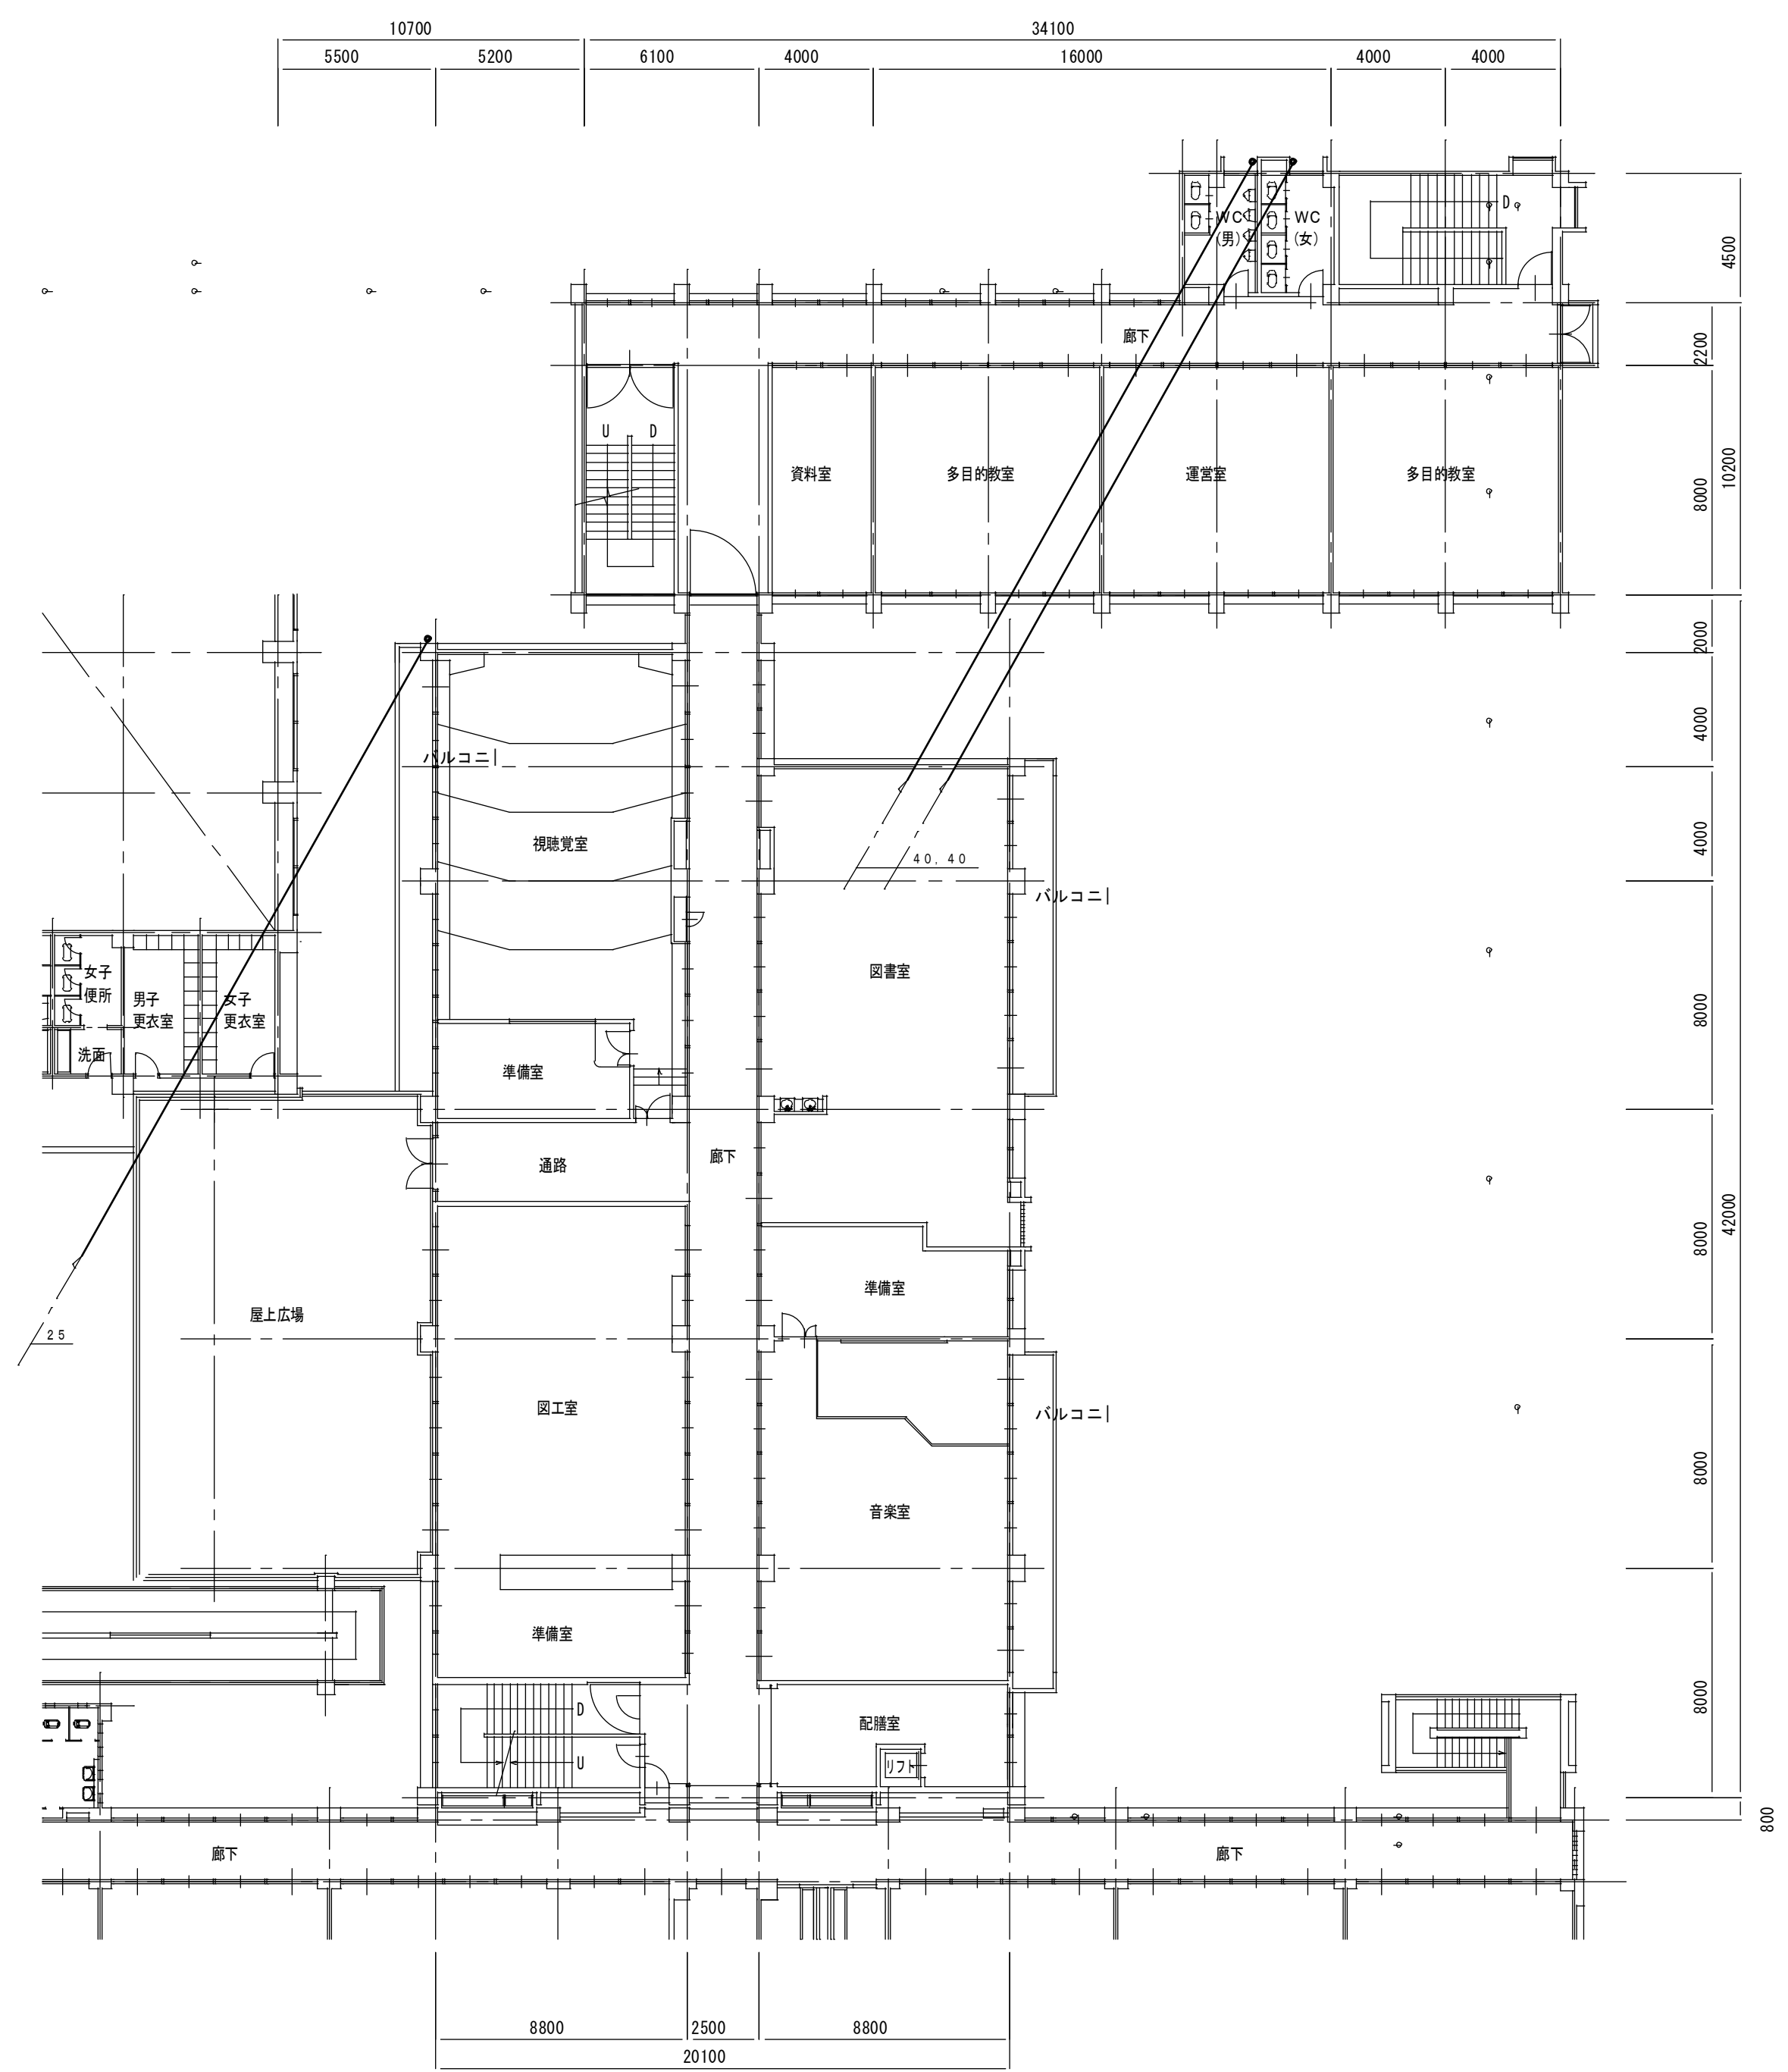 10700
34100
5500
5200
6100
4000
16000
4000
4000
WC
(男)
WC
(女)
D
4500
廊下
2200
U
D
資料室
多目的教室
運営室
多目的教室
8000
10200
2000
4000
バルコニー
視聴覚室
4000
40,40
バルコニー
女子
便所
男子
更衣室
女子
更衣室
図書室
8000
洗面
準備室
通路
廊下
42000
8000
準備室
屋上広場
25
図工室
バルコニー
8000
音楽室
準備室
8000
D
U
配膳室
リフト
800
廊下
廊下
8800
2500
8800
20100